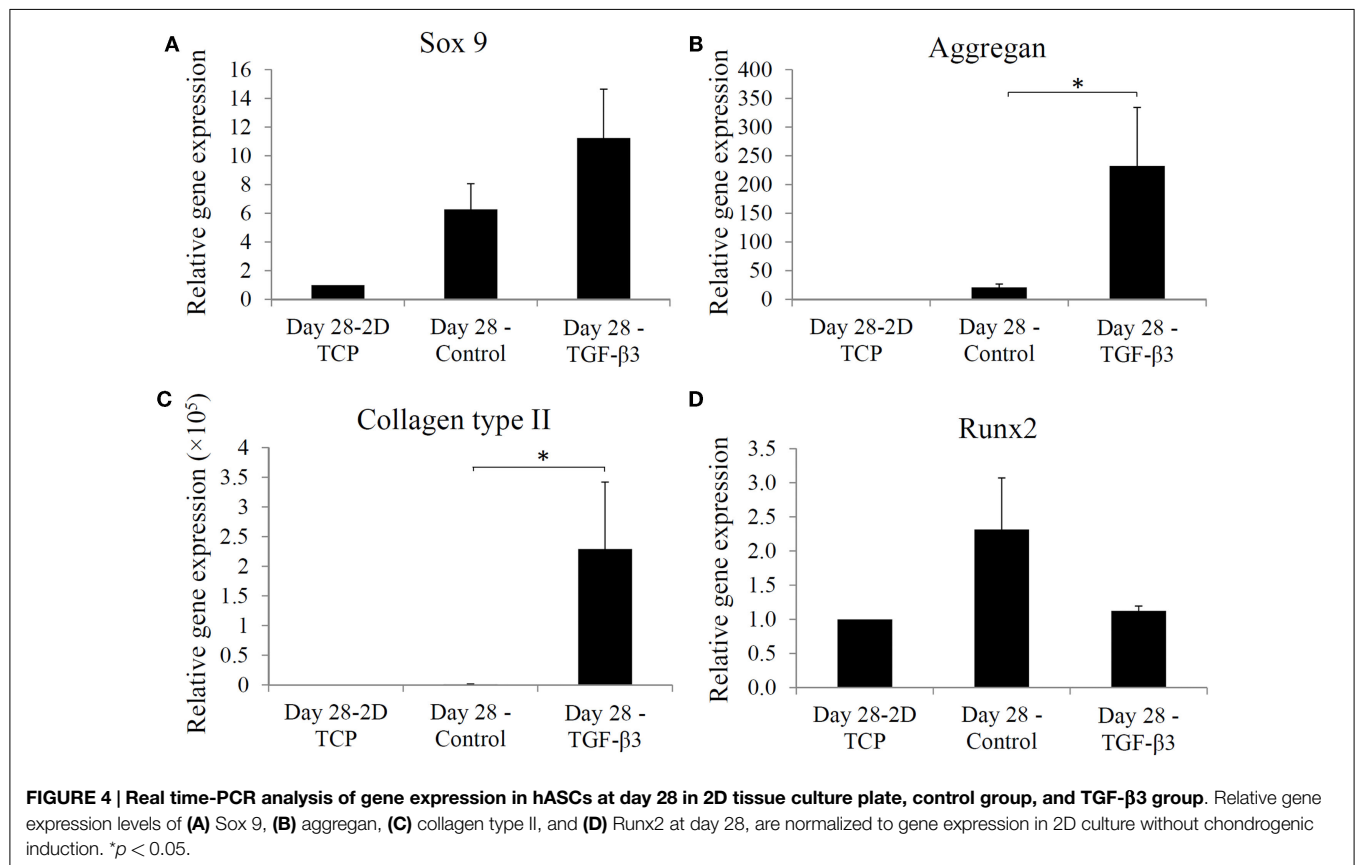 A
Sox 9
Relative gene expression
16
14
12
10
8
6
4
2
0
Day 28-2D
TCP
Day 28 -
Control
Day 28 -
TGF-β3
B
Aggregan
Relative gene expression
400
350
300
250
200
150
100
50
0
*
Day 28-2D
TCP
Day 28 -
Control
Day 28 -
TGF-β3
C
Collagen type II
Relative gene expression (×10⁵)
4
3.5
3
2.5
2
1.5
1
0.5
0
*
Day 28-2D
TCP
Day 28 -
Control
Day 28 -
TGF-β3
D
Runx2
Relative gene expression
3.5
3.0
2.5
2.0
1.5
1.0
0.5
0.0
Day 28-2D
TCP
Day 28 -
Control
Day 28 -
TGF-β3
FIGURE 4 | Real time-PCR analysis of gene expression in hASCs at day 28 in 2D tissue culture plate, control group, and TGF-β3 group. Relative gene
expression levels of (A) Sox 9, (B) aggregan, (C) collagen type II, and (D) Runx2 at day 28, are normalized to gene expression in 2D culture without chondrogenic
induction. *p < 0.05.